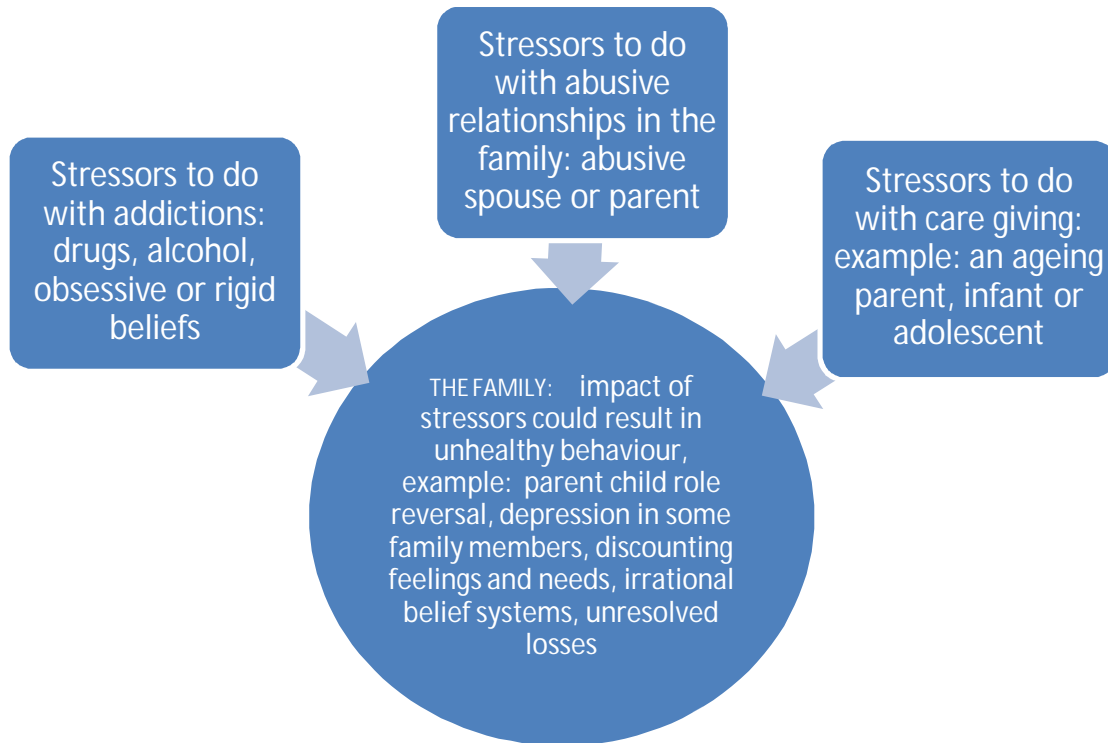 Stressors to do
with addictions:
drugs, alcohol,
obsessive or rigid
beliefs
Stressors to do
with abusive
relationships in the
family: abusive
spouse or parent
Stressors to do
with care giving:
example: an ageing
parent, infant or
adolescent
THE FAMILY: impact of
stressors could result in
unhealthy behaviour,
example: parent child role
reversal, depression in some
family members, discounting
feelings and needs, irrational
belief systems, unresolved
losses